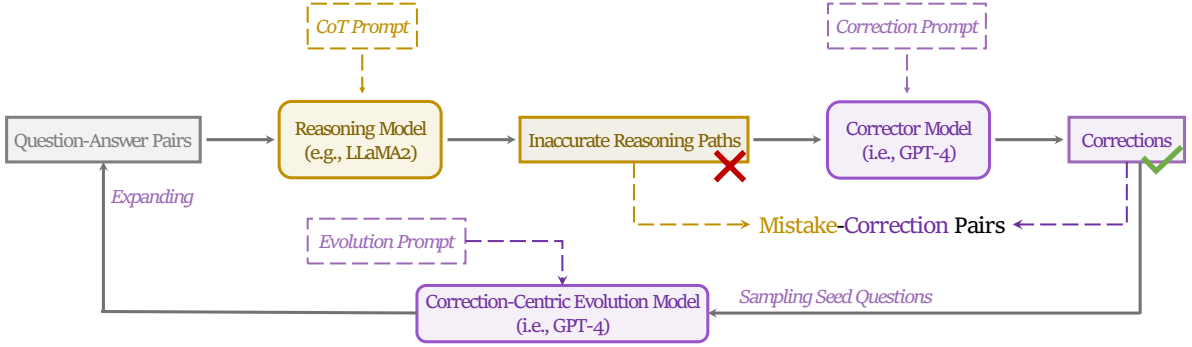 CoT Prompt
Correction Prompt
Question-Answer Pairs
Reasoning Model
(e.g., LLaMA2)
Inaccurate Reasoning Paths
Corrector Model
(i.e., GPT-4)
Corrections
Expanding
Mistake-Correction Pairs
Evolution Prompt
Correction-Centric Evolution Model
(i.e., GPT-4)
Sampling Seed Questions